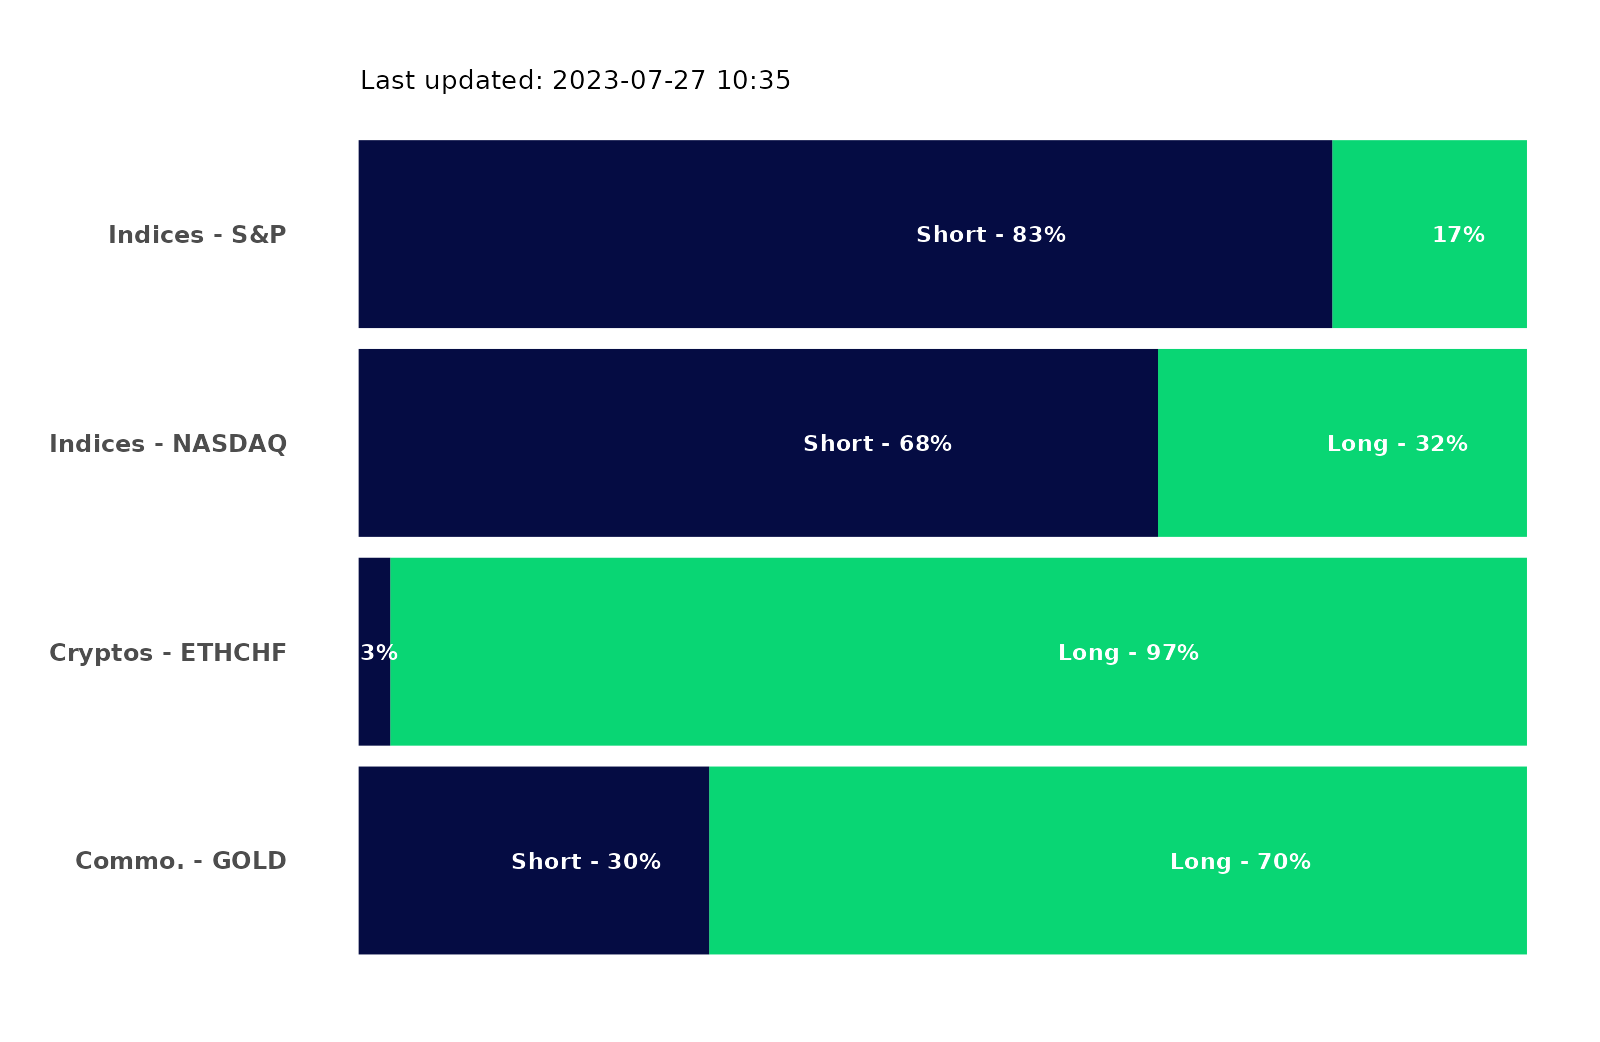 Last updated: 2023-07-27 10:35
Indices - S&P Short - 83% 17%
Indices - NASDAQ Short - 68% Long - 32%
Cryptos - ETHCHF 3% Long - 97%
Commo. - GOLD Short - 30% Long - 70%